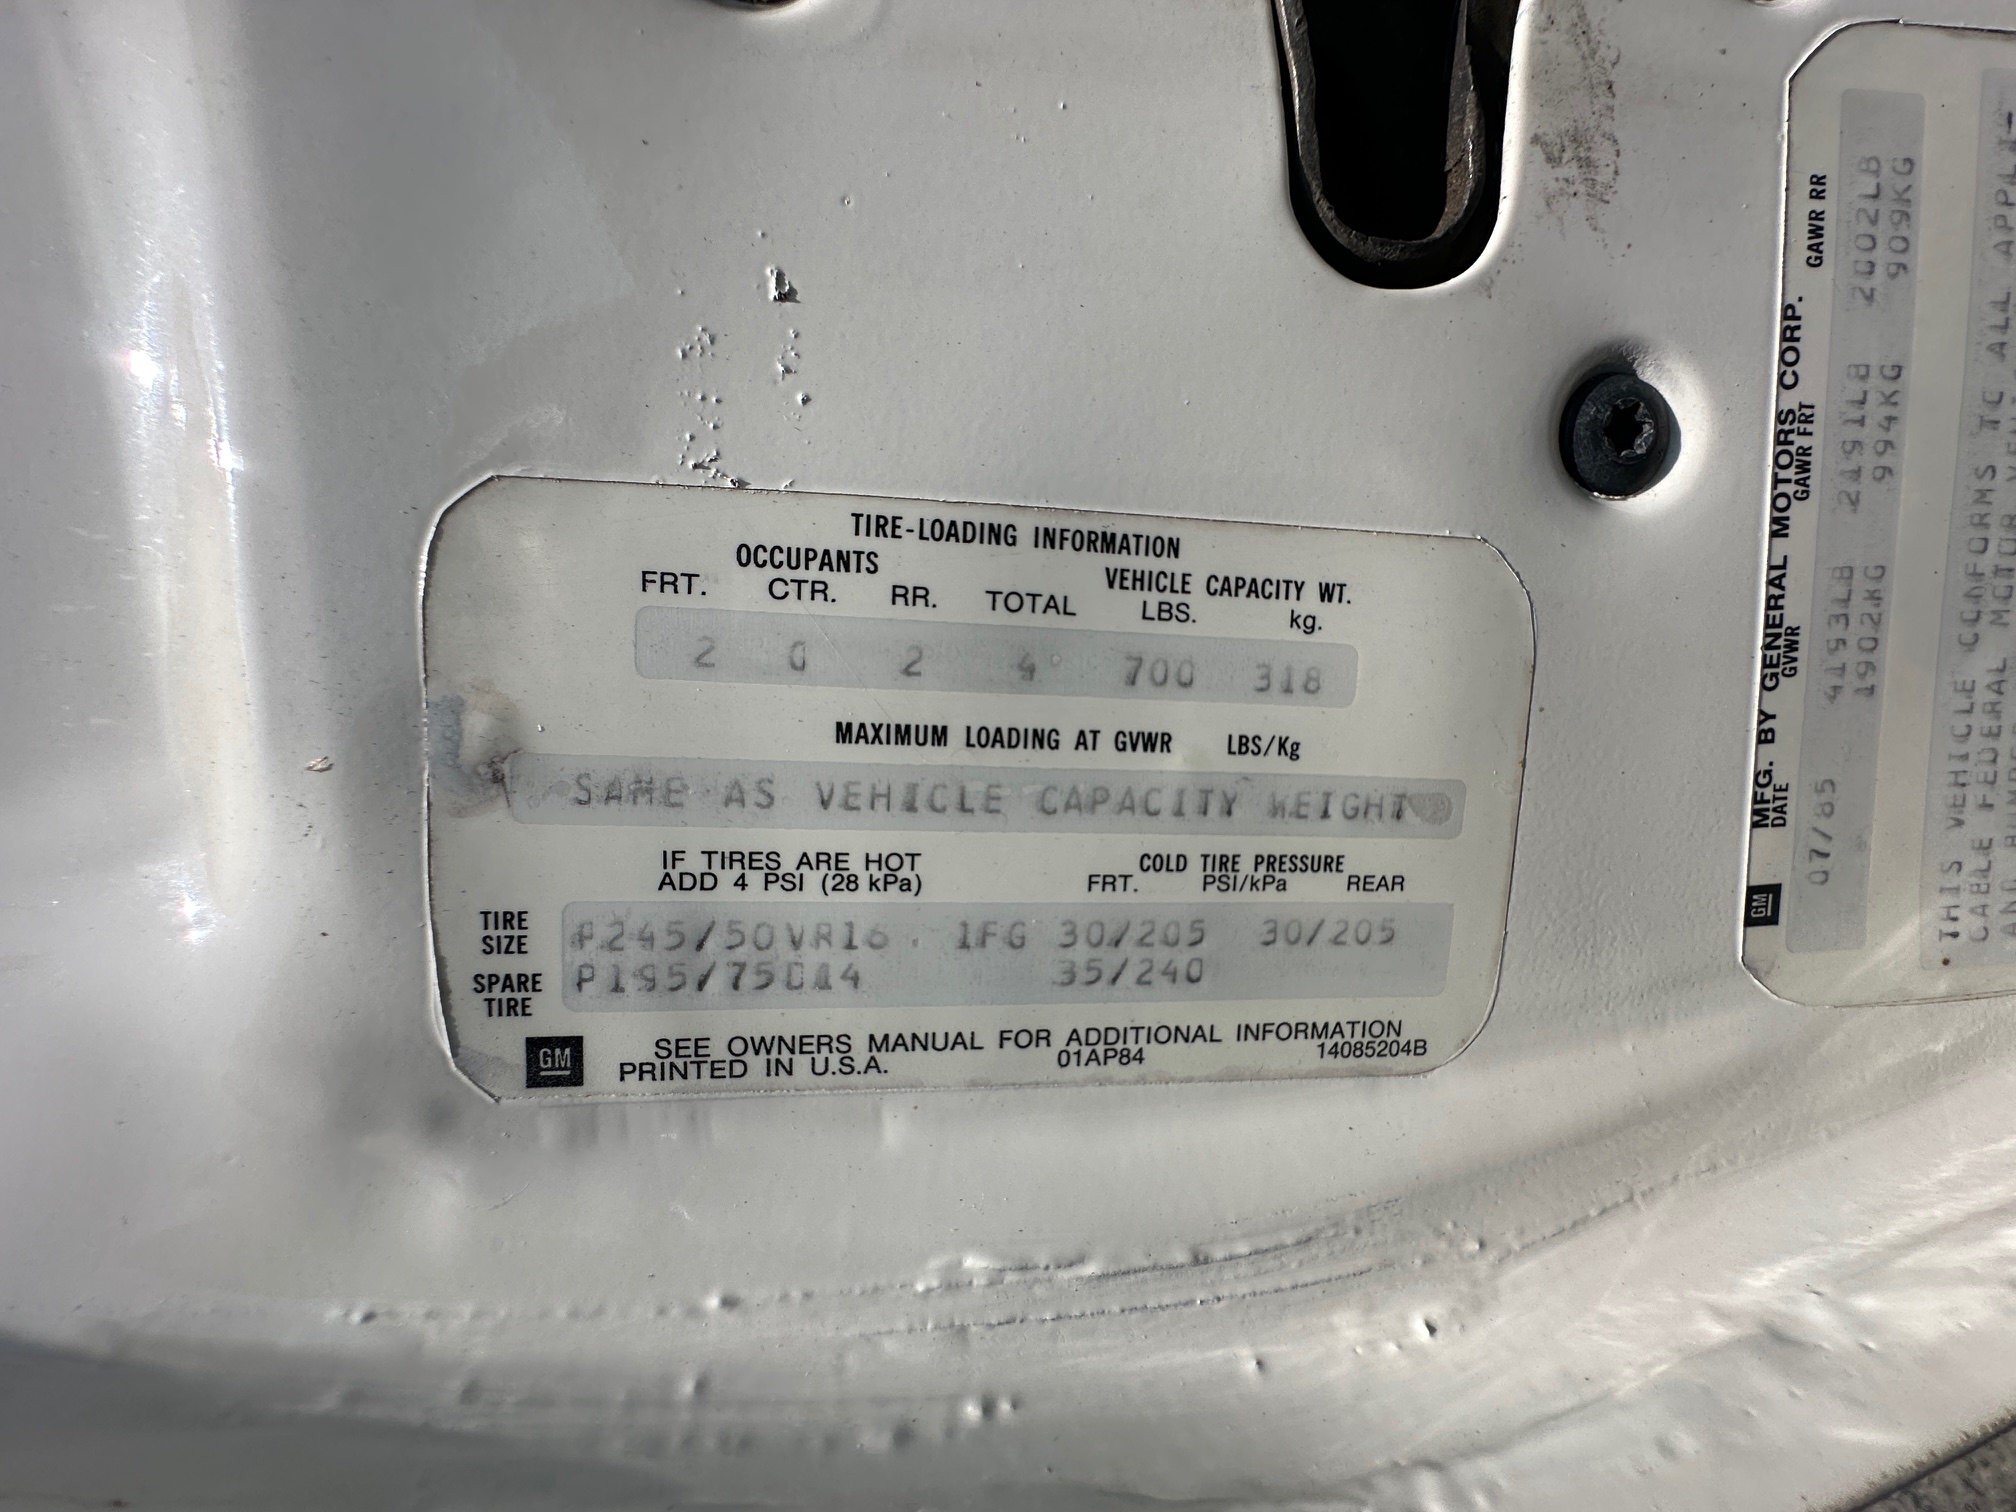 TIRE-LOADING INFORMATION
OCCUPANTS VEHICLE CAPACITY WT.
FRT. CTR. RR. TOTAL LBS. kg.
2 0 2 4 700 318
MAXIMUM LOADING AT GVWR LBS/Kg
SAME AS VEHICLE CAPACITY WEIGHT
IF TIRES ARE HOT COLD TIRE PRESSURE
ADD 4 PSI (28 kPa) FRT. PSI/kPa REAR
TIRE SIZE P245/50VR16 1FG 30/205 30/205
SPARE TIRE P195/75D14 35/240
GM SEE OWNERS MANUAL FOR ADDITIONAL INFORMATION
PRINTED IN U.S.A. 01AP84 14085204B
GM MFG. BY GENERAL MOTORS CORP.
DATE GVWR GAWR FRT GAWR RR
07/85 4193LB 2191LB 2002LB
1902KG 994KG 909KG
THIS VEHICLE CONFORMS TO ALL APPLI-
CABLE FEDERAL MOTOR